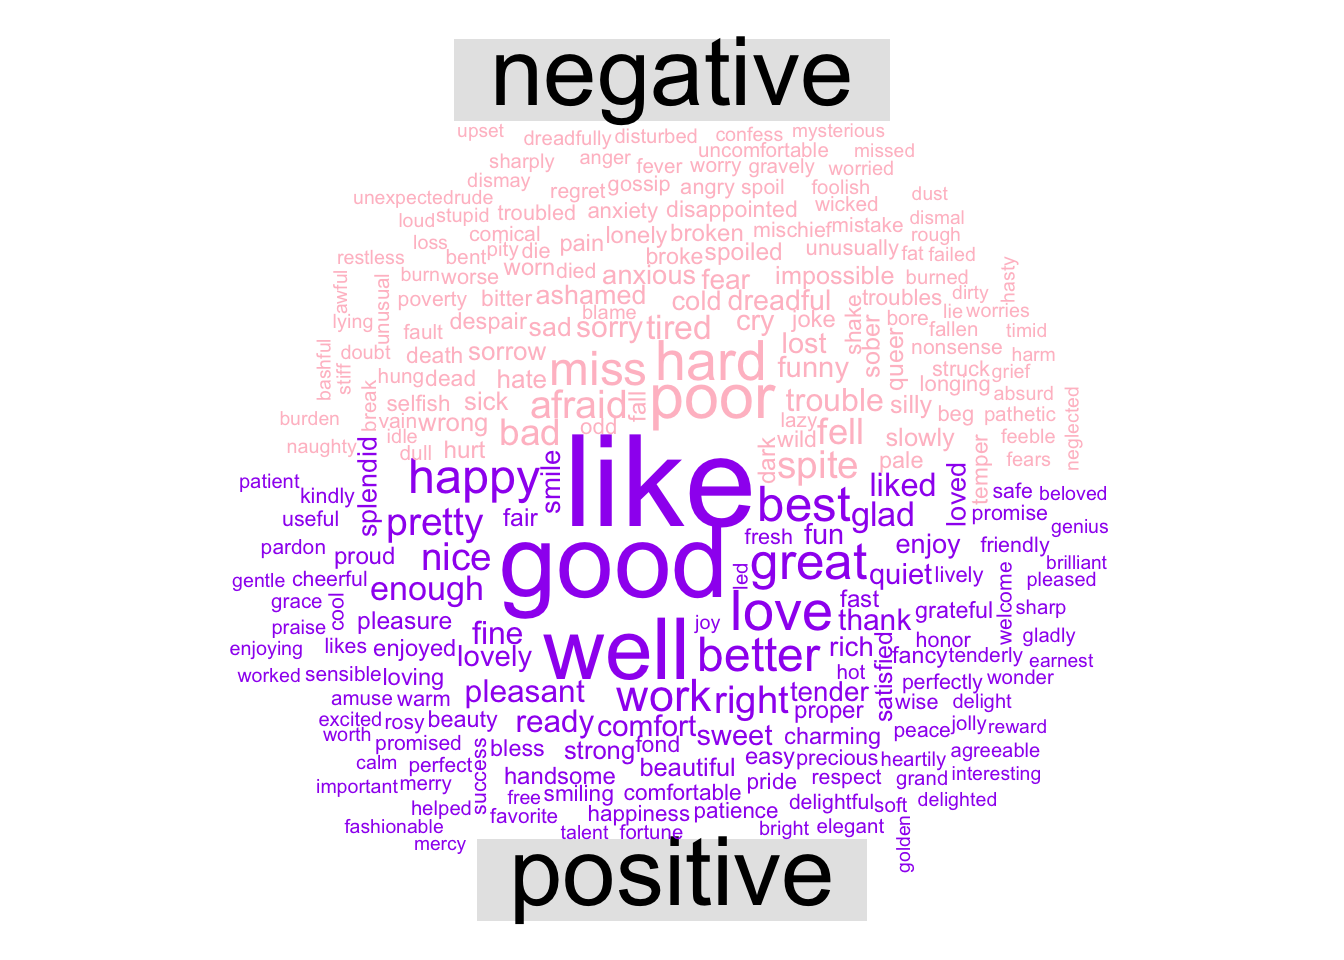 negative
upset dreadfully disturbed confess mysterious
sharply anger fever uncomfortable missed
dismay regret gossip worry gravely worried
unexpected rude angry spoil foolish dust
loud stupid troubled anxiety disappointed wicked dismal
loss comical lonely broken mischief mistake rough
restless bent pity die pain broke spoiled unusually fat failed
awful unusual burn worse worn died anxious fear impossible burned hasty
poverty bitter ashamed cold dreadful troubles dirty
lying fault despair sad blame sorry tired cry joke shake sober bore lie worries
bashful stiff doubt death sorrow miss hard lost queer fallen timid
hung dead hate funny nonsense harm
break selfish sick afraid fall poor trouble silly longing struck grief
burden vain wrong odd lazy beg absurd pathetic
naughty idle dull hurt bad dark wild fell slowly feeble neglected
spite pale temper fears
patient splendid happy smile like best liked loved safe beloved
kindly glad promise
useful pretty fair fresh fun genius
pardon proud nice good great enjoy friendly
gentle cheerful enough led quiet lively brilliant
grace cool love fast welcome pleased
praise pleasure fine well joy thank grateful sharp
enjoying likes enjoyed lovely better rich honor gladly
worked sensible loving hot satisfied fancy tenderly earnest
amuse warm pleasant work right tender perfectly wonder
excited rosy beauty ready comfort proper wise delight
worth promised bless strong fond sweet charming peace jolly reward
calm perfect success handsome beautiful easy precious heartily agreeable
important merry free smiling comfortable pride respect grand interesting
helped favorite happiness patience delightful soft delighted
fashionable talent fortune bright elegant golden
mercy
positive